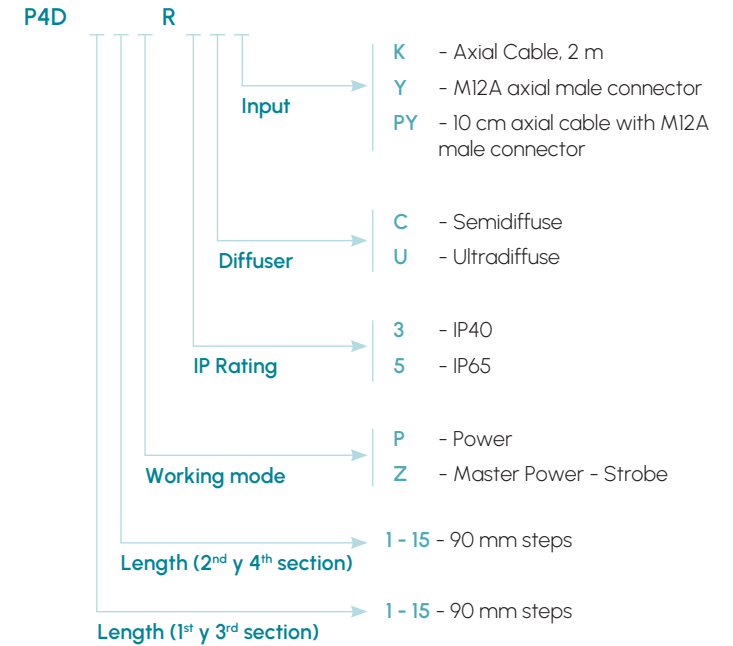 P4D R
K - Axial Cable, 2 m
Y - M12A axial male connector
Input
PY - 10 cm axial cable with M12A
male connector
C - Semidiffuse
Diffuser
U - Ultradiffuse
3 - IP40
IP Rating
5 - IP65
P - Power
Working mode
Z - Master Power - Strobe
1 - 15 - 90 mm steps
Length (2nd y 4th section)
1 - 15 - 90 mm steps
Length (1st y 3rd section)